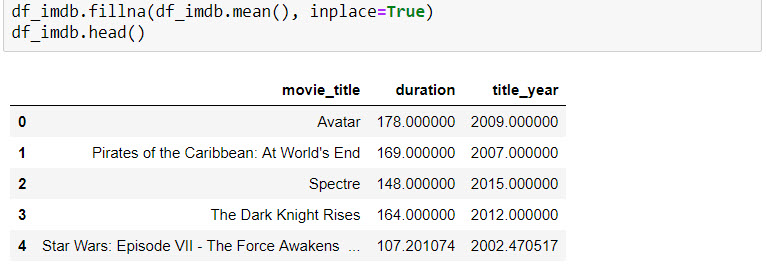 df_imdb.fillna(df_imdb.mean(), inplace=True)
df_imdb.head()
movie_title duration title_year
0 Avatar 178.000000 2009.000000
1 Pirates of the Caribbean: At World's End 169.000000 2007.000000
2 Spectre 148.000000 2015.000000
3 The Dark Knight Rises 164.000000 2012.000000
4 Star Wars: Episode VII - The Force Awakens ... 107.201074 2002.470517